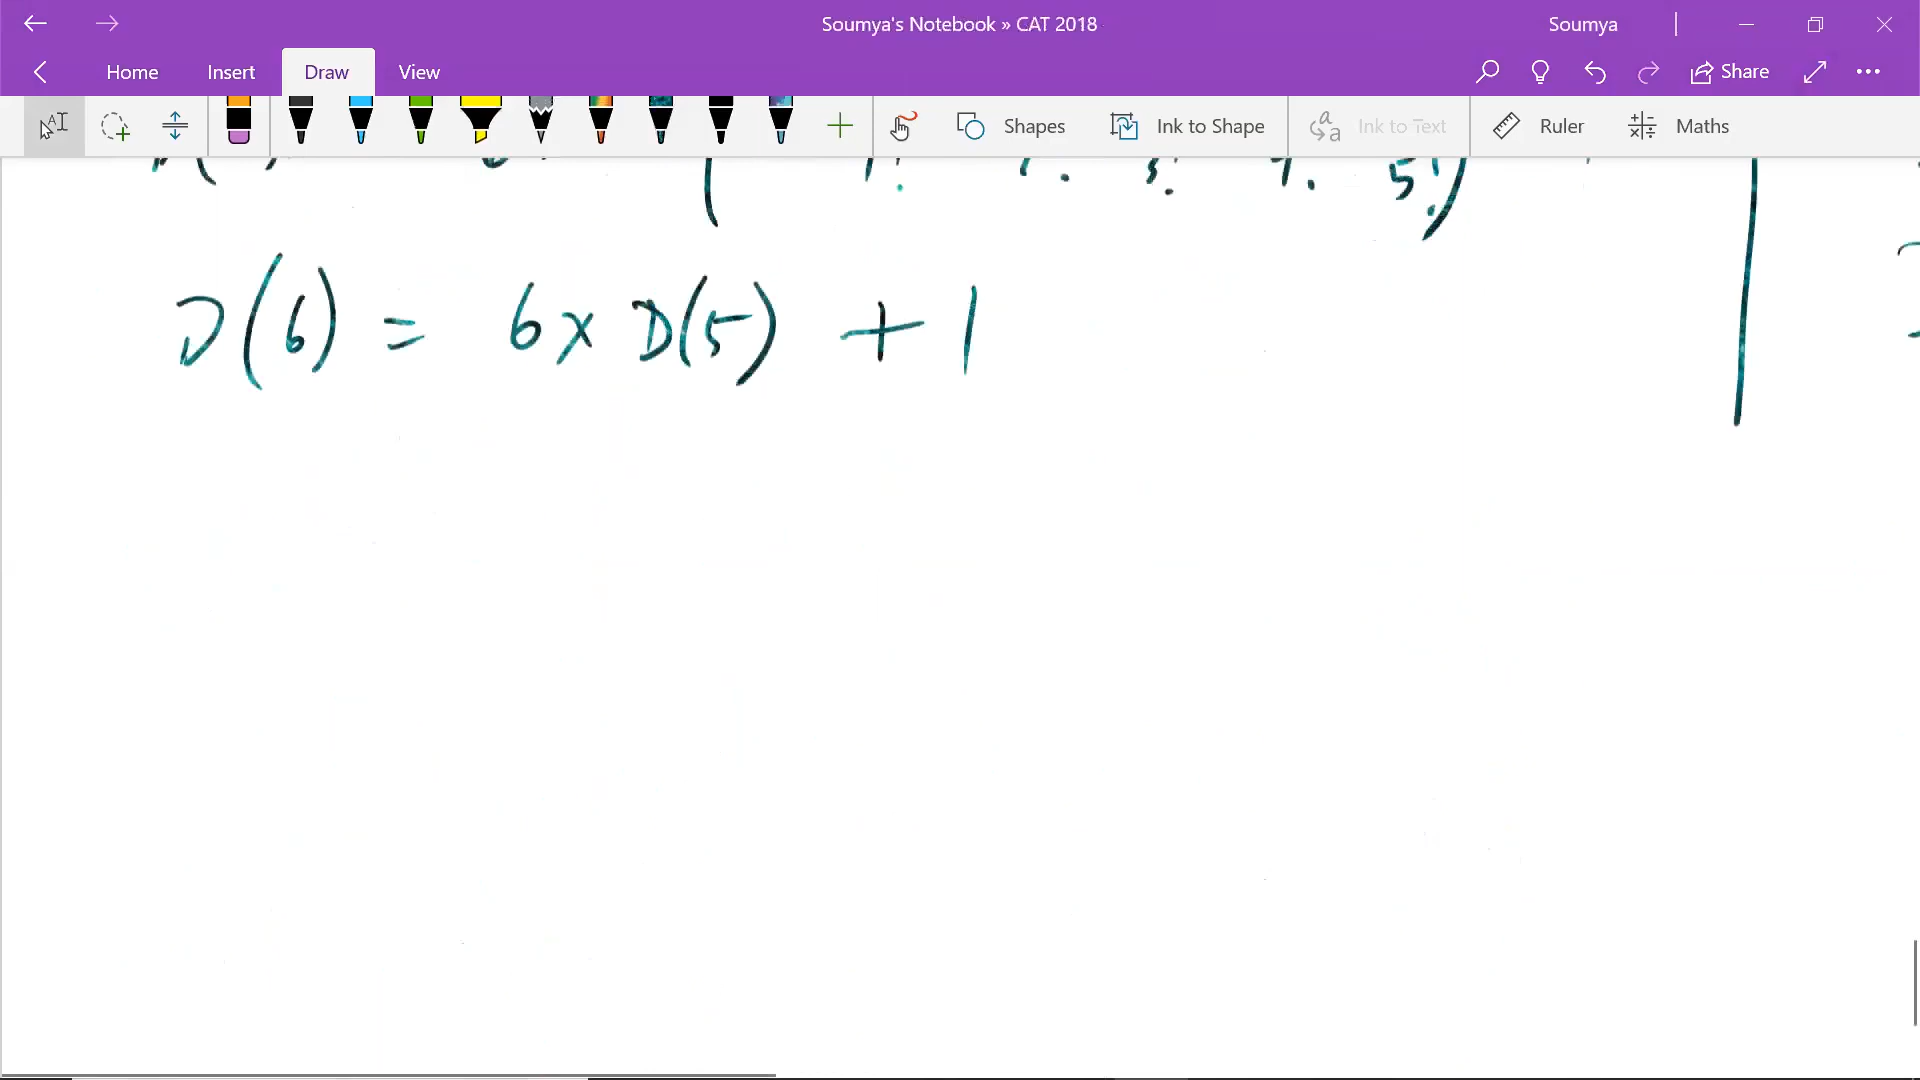 Soumya's Notebook » CAT 2018
Soumya
Home Insert Draw View
Share
Shapes Ink to Shape Ink to Text Ruler Maths
D(6) = 6 x D(5) + 1